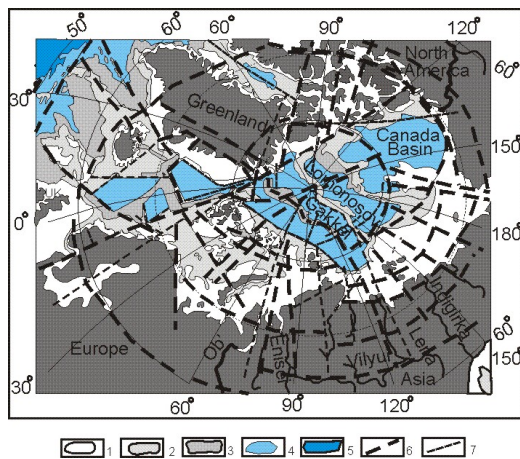 60°
50°
60°
90°
120°
30°
North
America
60°
Greenland
Canada
Basin
150°
Lomonosov
Gakkel
0°
180°
Indigirka
Europe
Ob
Enisei
Vilyui
Lena
Asia
60°
150°
30°
60°
90°
120°
1 2 3 4 5 6 7